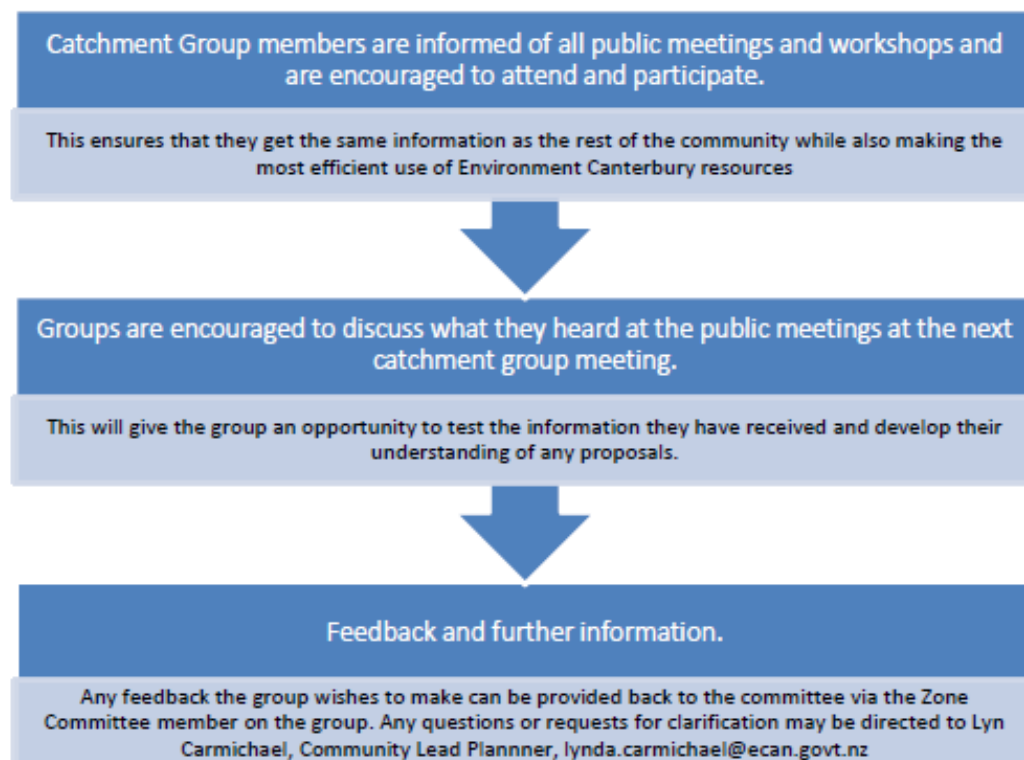 Catchment Group members are informed of all public meetings and workshops and
are encouraged to attend and participate.
This ensures that they get the same information as the rest of the community while also making the
most efficient use of Environment Canterbury resources
Groups are encouraged to discuss what they heard at the public meetings at the next
catchment group meeting.
This will give the group an opportunity to test the information they have received and develop their
understanding of any proposals.
Feedback and further information.
Any feedback the group wishes to make can be provided back to the committee via the Zone
Committee member on the group. Any questions or requests for clarification may be directed to Lyn
Carmichael, Community Lead Plannner, lynda.carmichael@ecan.govt.nz